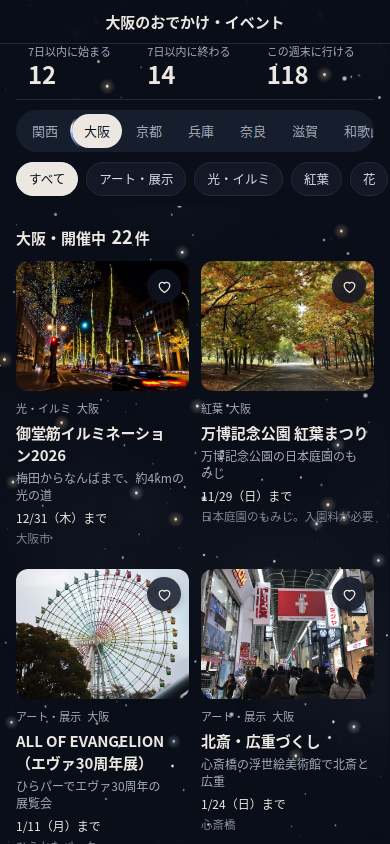 大阪のおでかけ・イベント
7日以内に始まる 7日以内に終わる この週末に行ける
12 14 118
関西 大阪 京都 兵庫 奈良 滋賀 和歌
すべて アート・展示 光・イルミ 紅葉 花
大阪・開催中 22件
光・イルミ 大阪
御堂筋イルミネーショ
ン2026
梅田からなんばまで、約4kmの
光の道
12/31（木）まで
大阪市
紅葉 大阪
万博記念公園 紅葉まつり
万博記念公園の日本庭園のも
みじ
11/29（日）まで
日本庭園のもみじ。入園料が必要
アート・展示 大阪
ALL OF EVANGELION
（エヴァ30周年展）
ひらパーでエヴァ30周年の
展覧会
1/11（月）まで
アート・展示 大阪
北斎・広重づくし
心斎橋の浮世絵美術館で北斎と
広重
1/24（日）まで
心斎橋